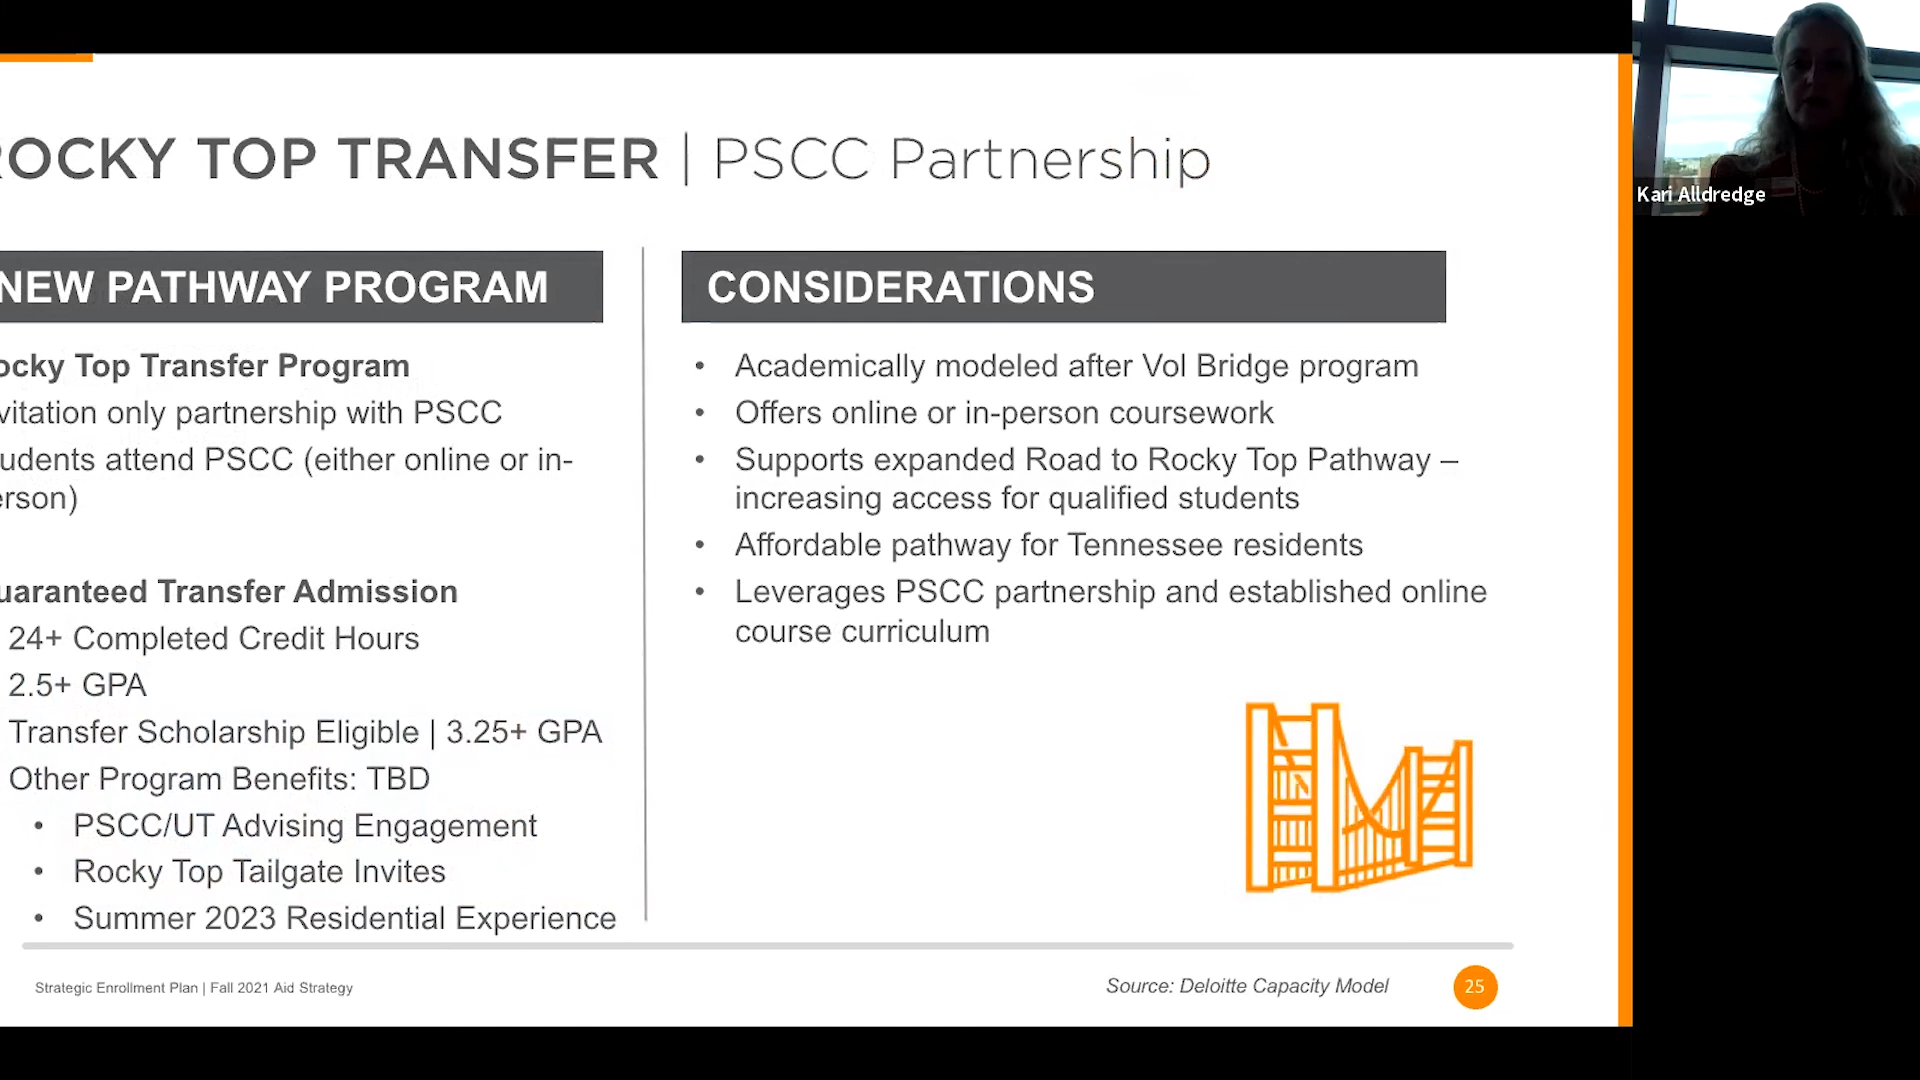 ROCKY TOP TRANSFER | PSCC Partnership
Kari Alldredge
NEW PATHWAY PROGRAM
ocky Top Transfer Program
vitation only partnership with PSCC
udents attend PSCC (either online or in-
erson)
uaranteed Transfer Admission
24+ Completed Credit Hours
2.5+ GPA
Transfer Scholarship Eligible | 3.25+ GPA
Other Program Benefits: TBD
• PSCC/UT Advising Engagement
• Rocky Top Tailgate Invites
• Summer 2023 Residential Experience
CONSIDERATIONS
• Academically modeled after Vol Bridge program
• Offers online or in-person coursework
• Supports expanded Road to Rocky Top Pathway –
increasing access for qualified students
• Affordable pathway for Tennessee residents
• Leverages PSCC partnership and established online
course curriculum
Strategic Enrollment Plan | Fall 2021 Aid Strategy
Source: Deloitte Capacity Model
25